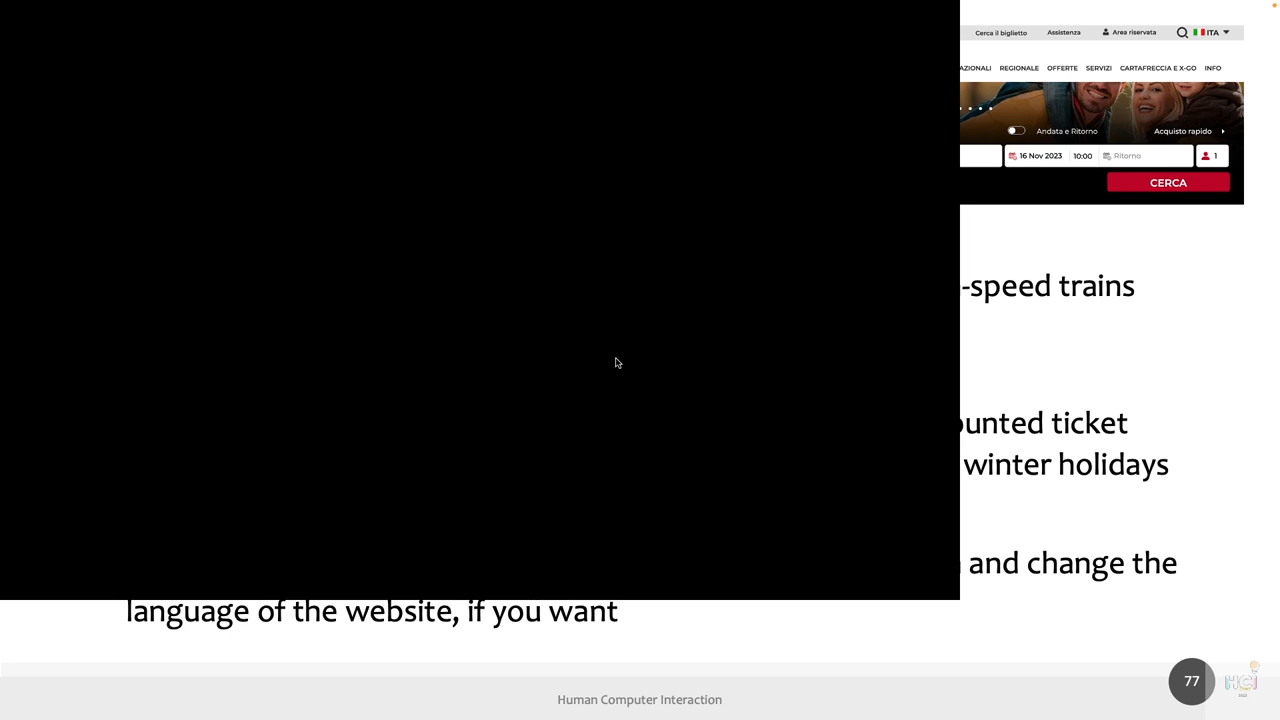 Cerca il biglietto Assistenza Area riservata ITA
REGIONALE OFFERTE SERVIZI CARTAFRECCIA E X-GO INFO
Andata e Ritorno Acquisto rapido
16 Nov 2023 10:00 Ritorno 1
CERCA
-speed trains
ticket
winter holidays
and change the
language of the website, if you want
Human Computer Interaction
77
HCI